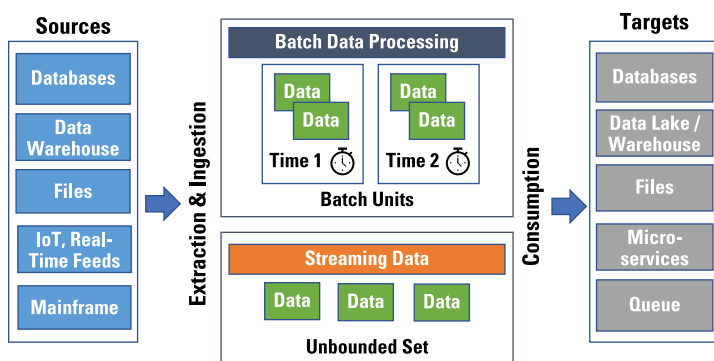 Sources
Databases
Data
Warehouse
Files
IoT, Real-
Time Feeds
Mainframe
Extraction & Ingestion
Batch Data Processing
Data
Data
Time 1
Data
Data
Time 2
Batch Units
Streaming Data
Data
Data
Data
Unbounded Set
Consumption
Targets
Databases
Data Lake /
Warehouse
Files
Micro-
services
Queue